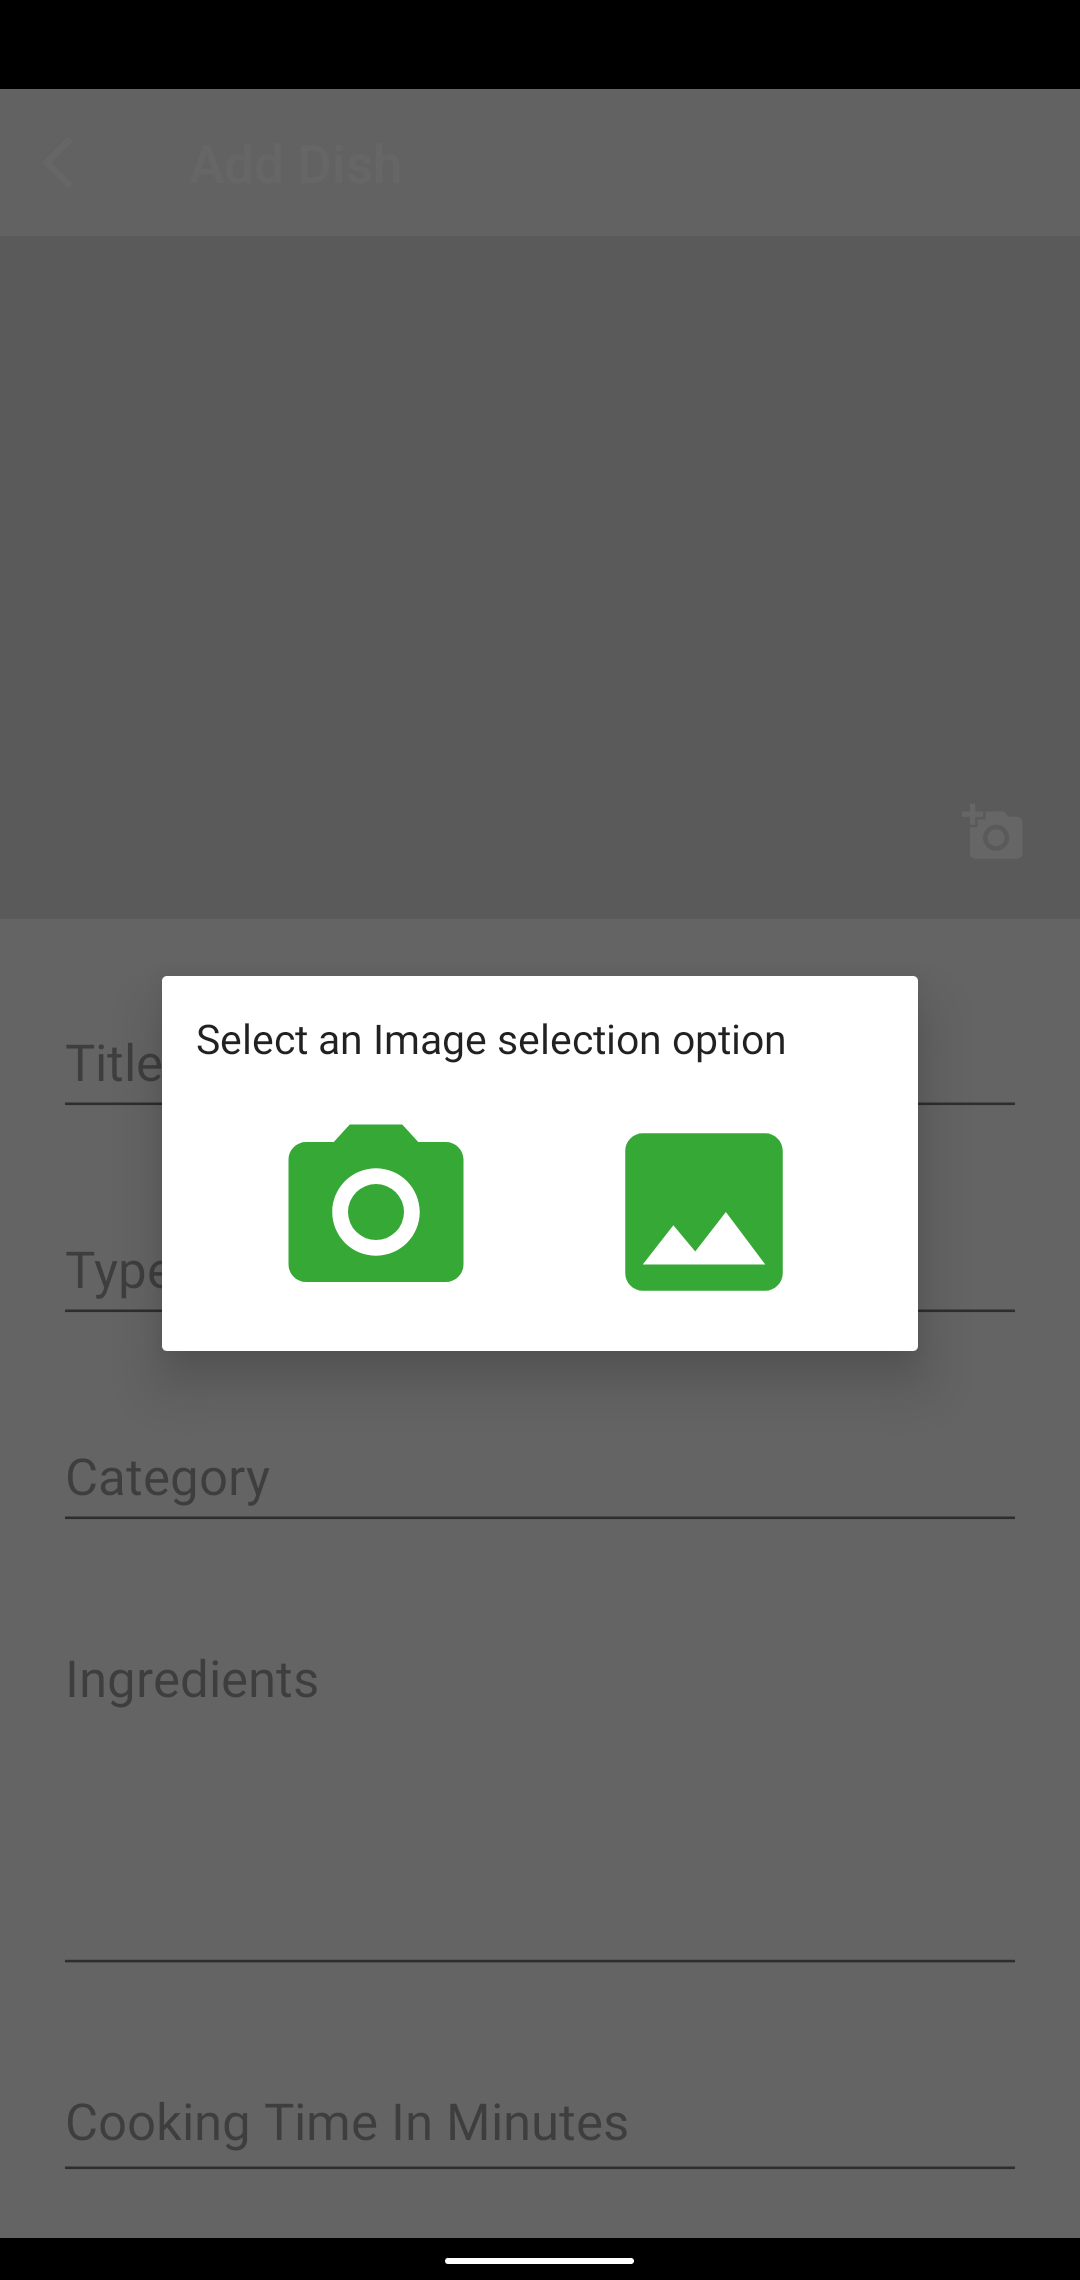 Add Dish
Select an Image selection option
Title
Type
Category
Ingredients
Cooking Time In Minutes